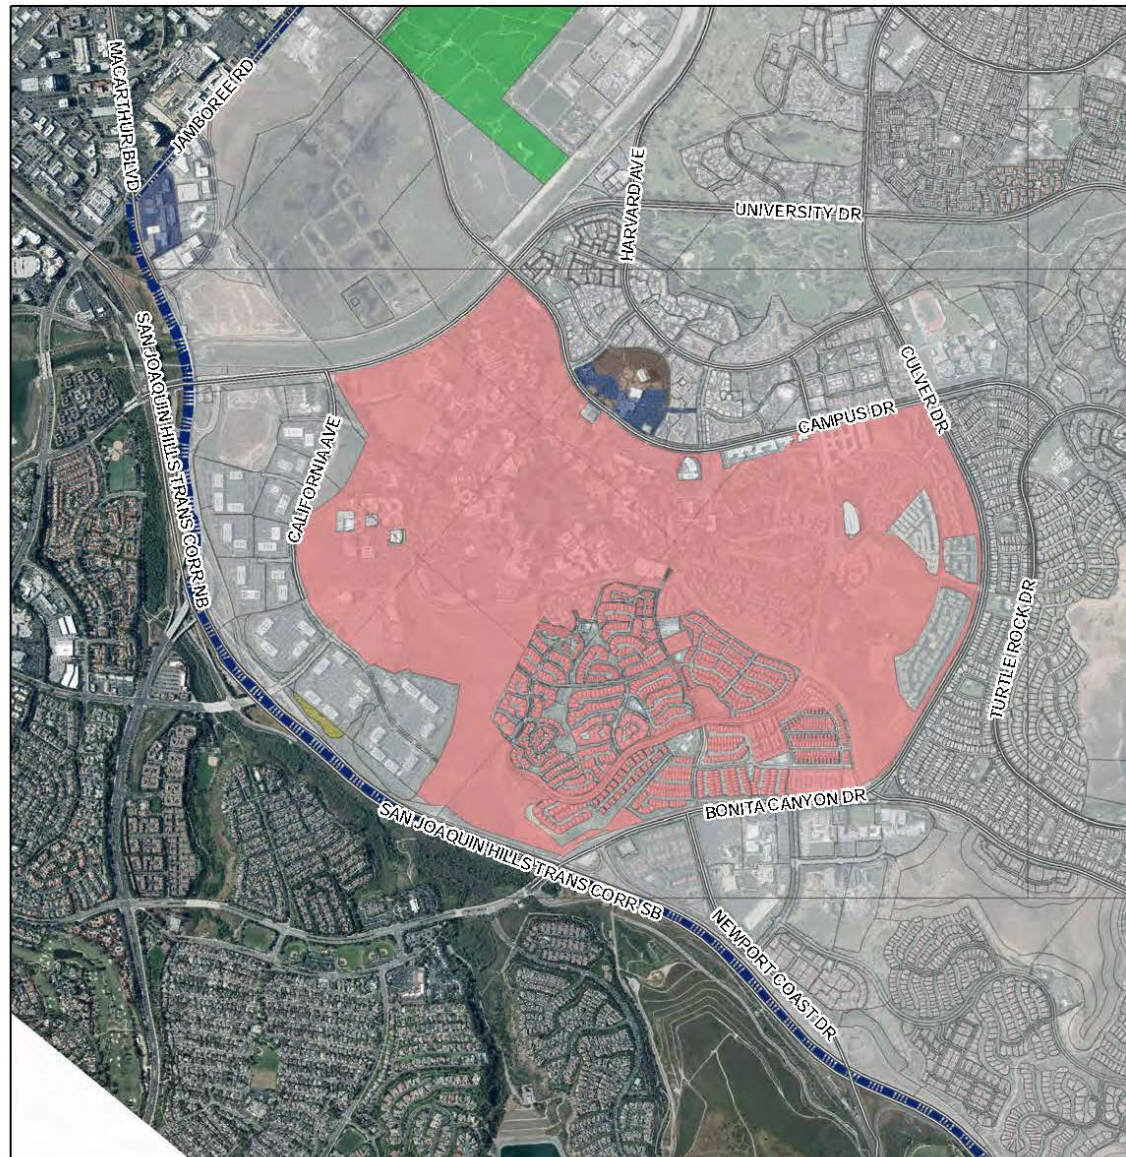 MACARTHUR BLVD
JAMBOREE RD
HARVARD AVE
UNIVERSITY DR
SAN JOAQUIN HILLS TRANS CORR NB
CULVER DR
CAMPUS DR
CALIFORNIA AVE
TURTLE ROCK DR
BONITA CANYON DR
SAN JOAQUIN HILLS TRANS CORR SB
NEWPORT COAST DR